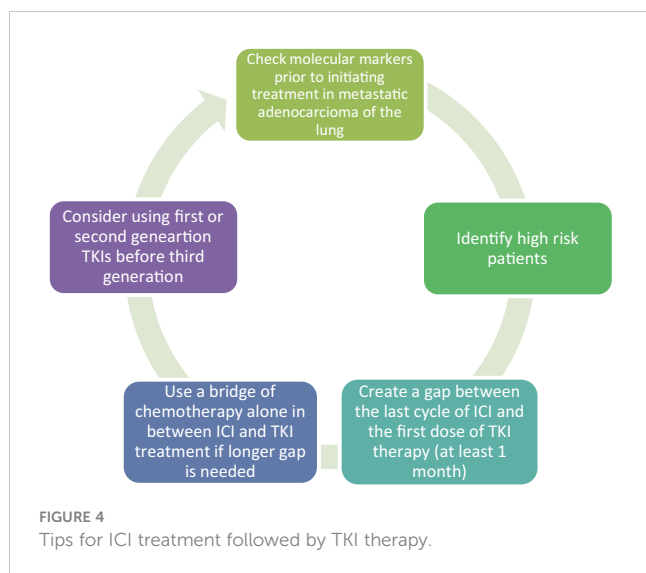 Check molecular markers
prior to initiating
treatment in metastatic
adenocarcioma of the
lung
Identify high risk
patients
Create a gap between
the last cycle of ICI and
the first dose of TKI
therapy (at least 1
month)
Use a bridge of
chemotherapy alone in
between ICI and TKI
treatment if longer gap
is needed
Consider using first or
second geneartion
TKIs before third
generation
FIGURE 4
Tips for ICI treatment followed by TKI therapy.